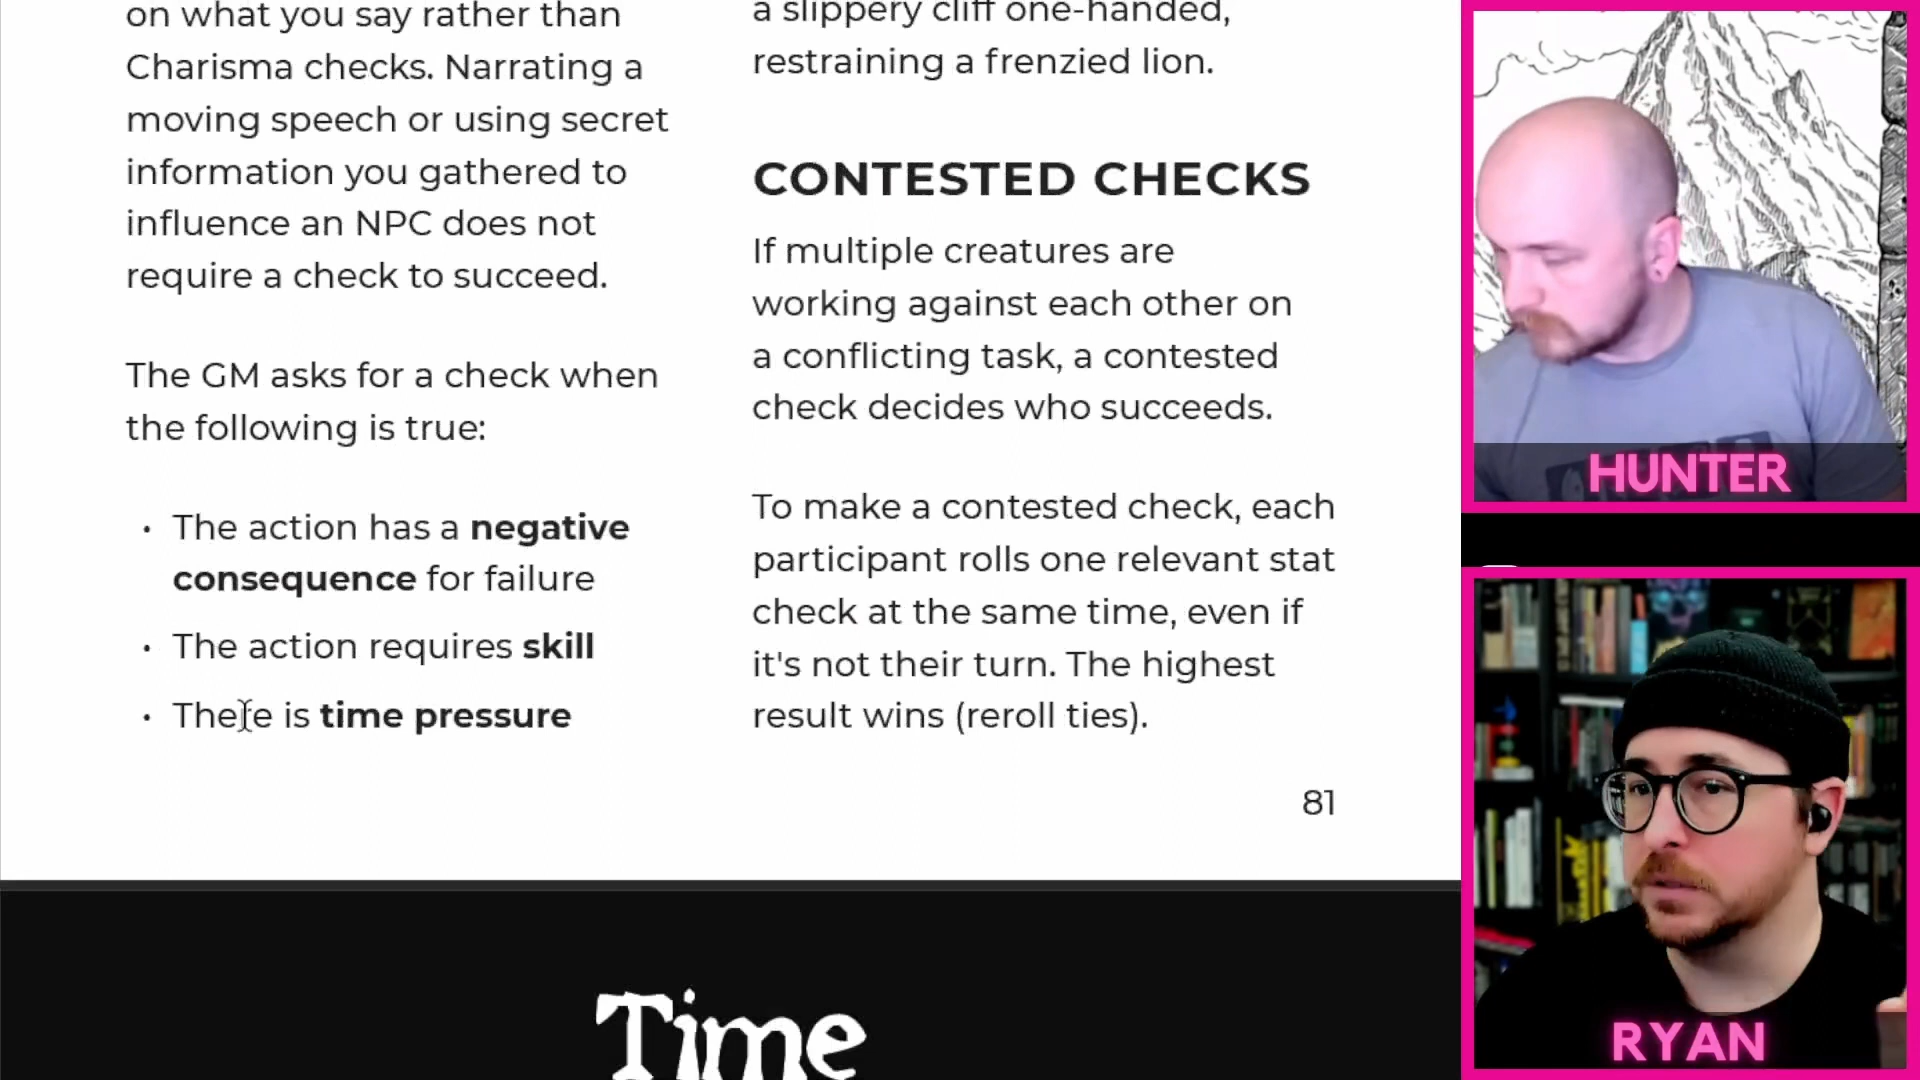 on what you say rather than
Charisma checks. Narrating a
moving speech or using secret
information you gathered to
influence an NPC does not
require a check to succeed.
The GM asks for a check when
the following is true:
• The action has a negative
consequence for failure
• The action requires skill
• There is time pressure
a slippery cliff one-handed,
restraining a frenzied lion.
CONTESTED CHECKS
If multiple creatures are
working against each other on
a conflicting task, a contested
check decides who succeeds.
To make a contested check, each
participant rolls one relevant stat
check at the same time, even if
it's not their turn. The highest
result wins (reroll ties).
81
Time
HUNTER
RYAN